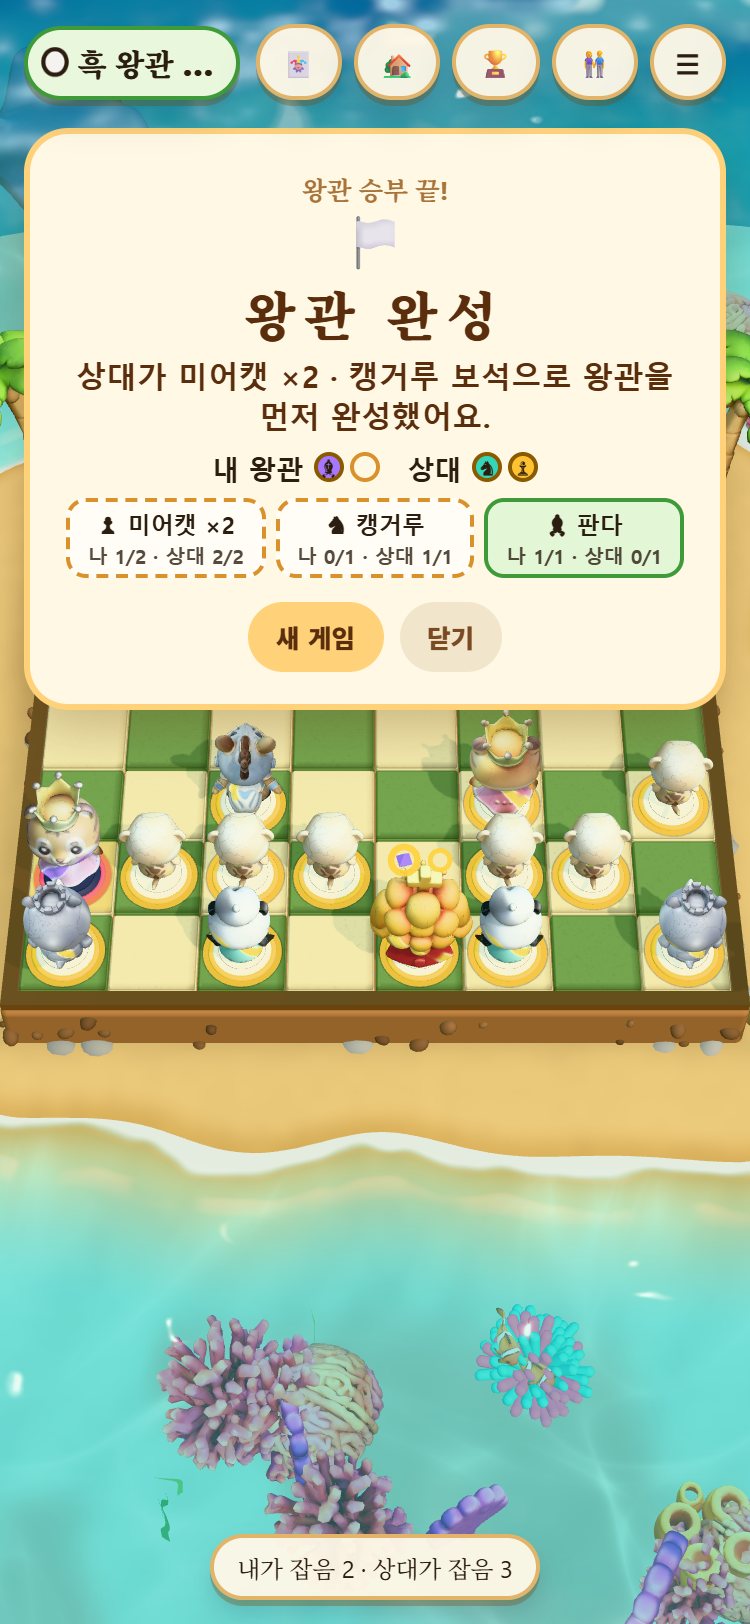 흑 왕관 ...
왕관 승부 끝!
왕관 완성
상대가 미어캣 ×2 · 캥거루 보석으로 왕관을
먼저 완성했어요.
내 왕관 상대
미어캣 ×2
나 1/2 · 상대 2/2
캥거루
나 0/1 · 상대 1/1
판다
나 1/1 · 상대 0/1
새 게임
닫기
내가 잡음 2 · 상대가 잡음 3